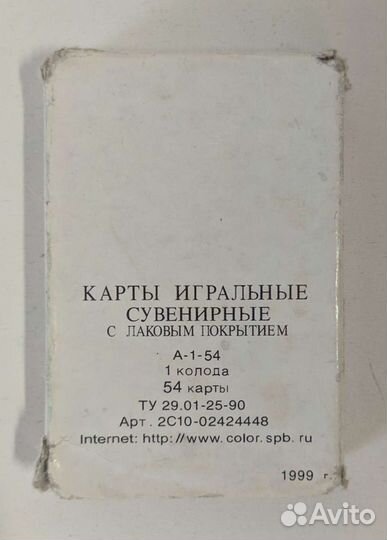 КАРТЫ ИГРАЛЬНЫЕ
СУВЕНИРНЫЕ
С ЛАКОВЫМ ПОКРЫТИЕМ
А-1-54
1 колода
54 карты
ТУ 29.01-25-90
Арт. 2С10-02424448
Internet: http://www.color.spb.ru
1999 г.
Avito